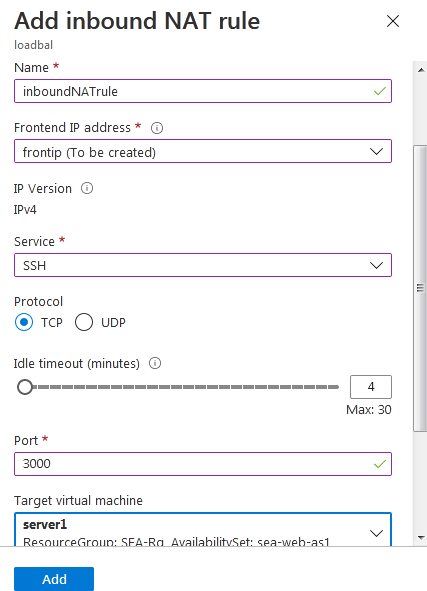 Add inbound NAT rule
loadbal
Name *
inboundNATrule
Frontend IP address *
frontip (To be created)
IP Version
IPv4
Service *
SSH
Protocol
TCP UDP
Idle timeout (minutes)
4
Max: 30
Port *
3000
Target virtual machine
server1
ResourceGroup: SEA-Rg, AvailabilitySet: sea-web-as1
Add